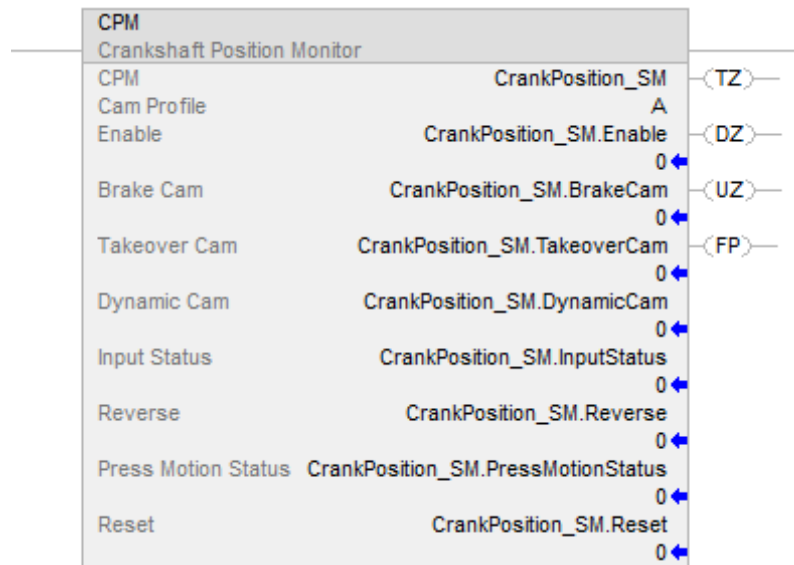 CPM
Crankshaft Position Monitor
CPM CrankPosition_SM (TZ)
Cam Profile A
Enable CrankPosition_SM.Enable (DZ)
0
Brake Cam CrankPosition_SM.BrakeCam (UZ)
0
Takeover Cam CrankPosition_SM.TakeoverCam (FP)
0
Dynamic Cam CrankPosition_SM.DynamicCam
0
Input Status CrankPosition_SM.InputStatus
0
Reverse CrankPosition_SM.Reverse
0
Press Motion Status CrankPosition_SM.PressMotionStatus
0
Reset CrankPosition_SM.Reset
0